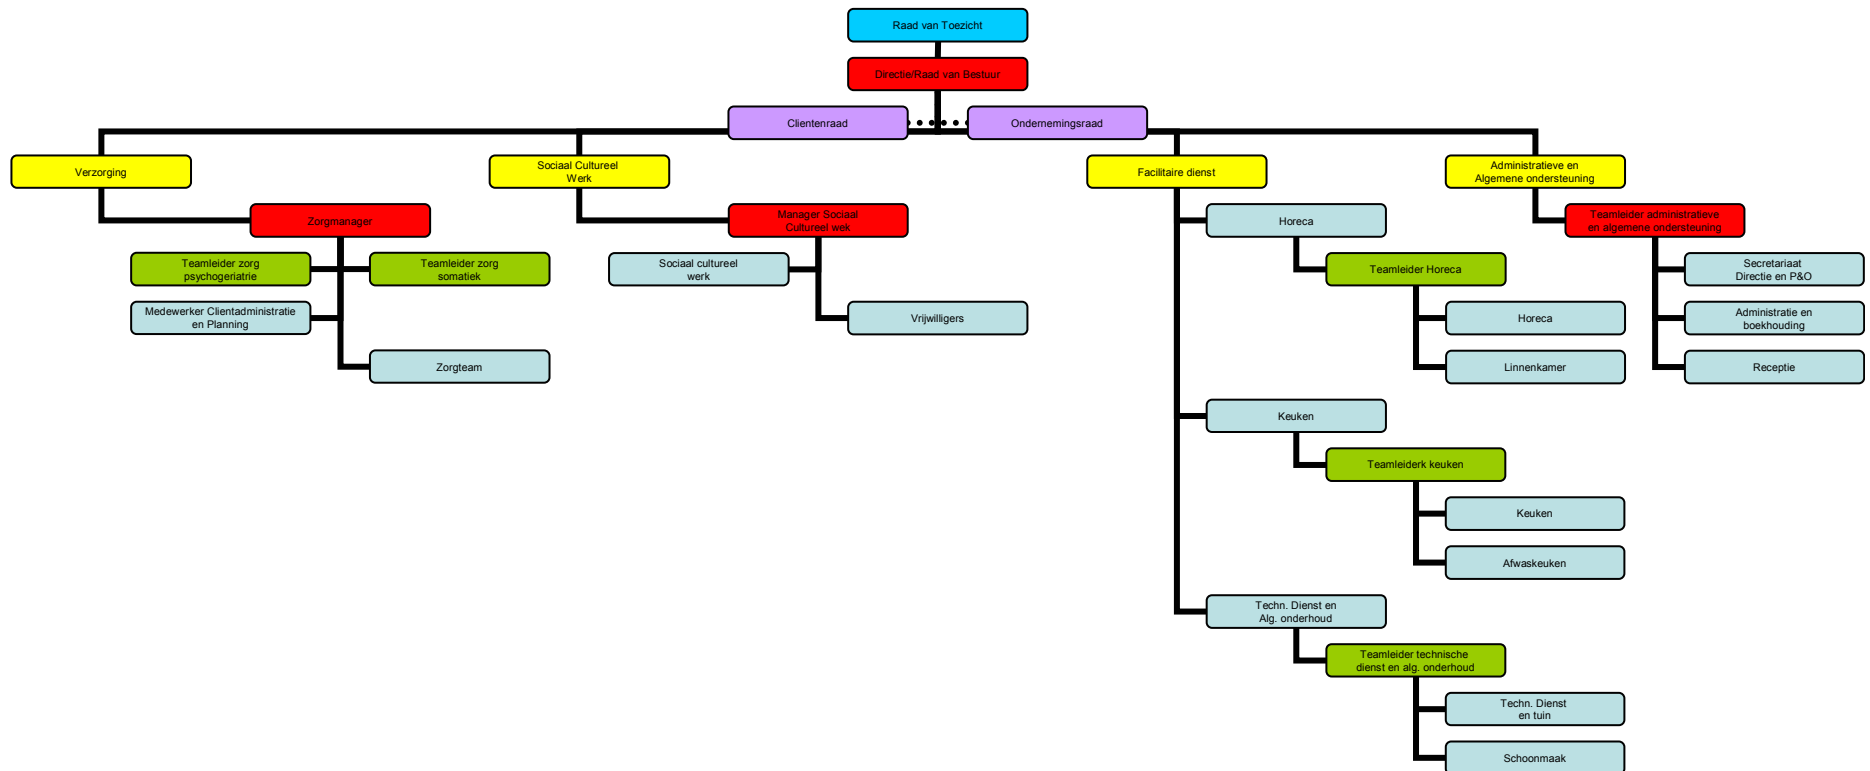 Raad van Toezicht
Directie/Raad van Bestuur
Clientenraad
Ondernemingsraad
Verzorging
Sociaal Cultureel
Werk
Facilitaire dienst
Administratieve en
Algemene ondersteuning
Zorgmanager
Manager Sociaal
Cultureel wek
Horeca
Teamleider administratieve
en algemene ondersteuning
Teamleider zorg
psychogeriatrie
Teamleider zorg
somatiek
Sociaal cultureel
werk
Teamleider Horeca
Secretariaat
Directie en P&O
Medewerker Clientadministratie
en Planning
Vrijwilligers
Horeca
Administratie en
boekhouding
Zorgteam
Linnenkamer
Receptie
Keuken
Teamleiderk keuken
Keuken
Afwaskeuken
Techn. Dienst en
Alg. onderhoud
Teamleider technische
dienst en alg. onderhoud
Techn. Dienst
en tuin
Schoonmaak